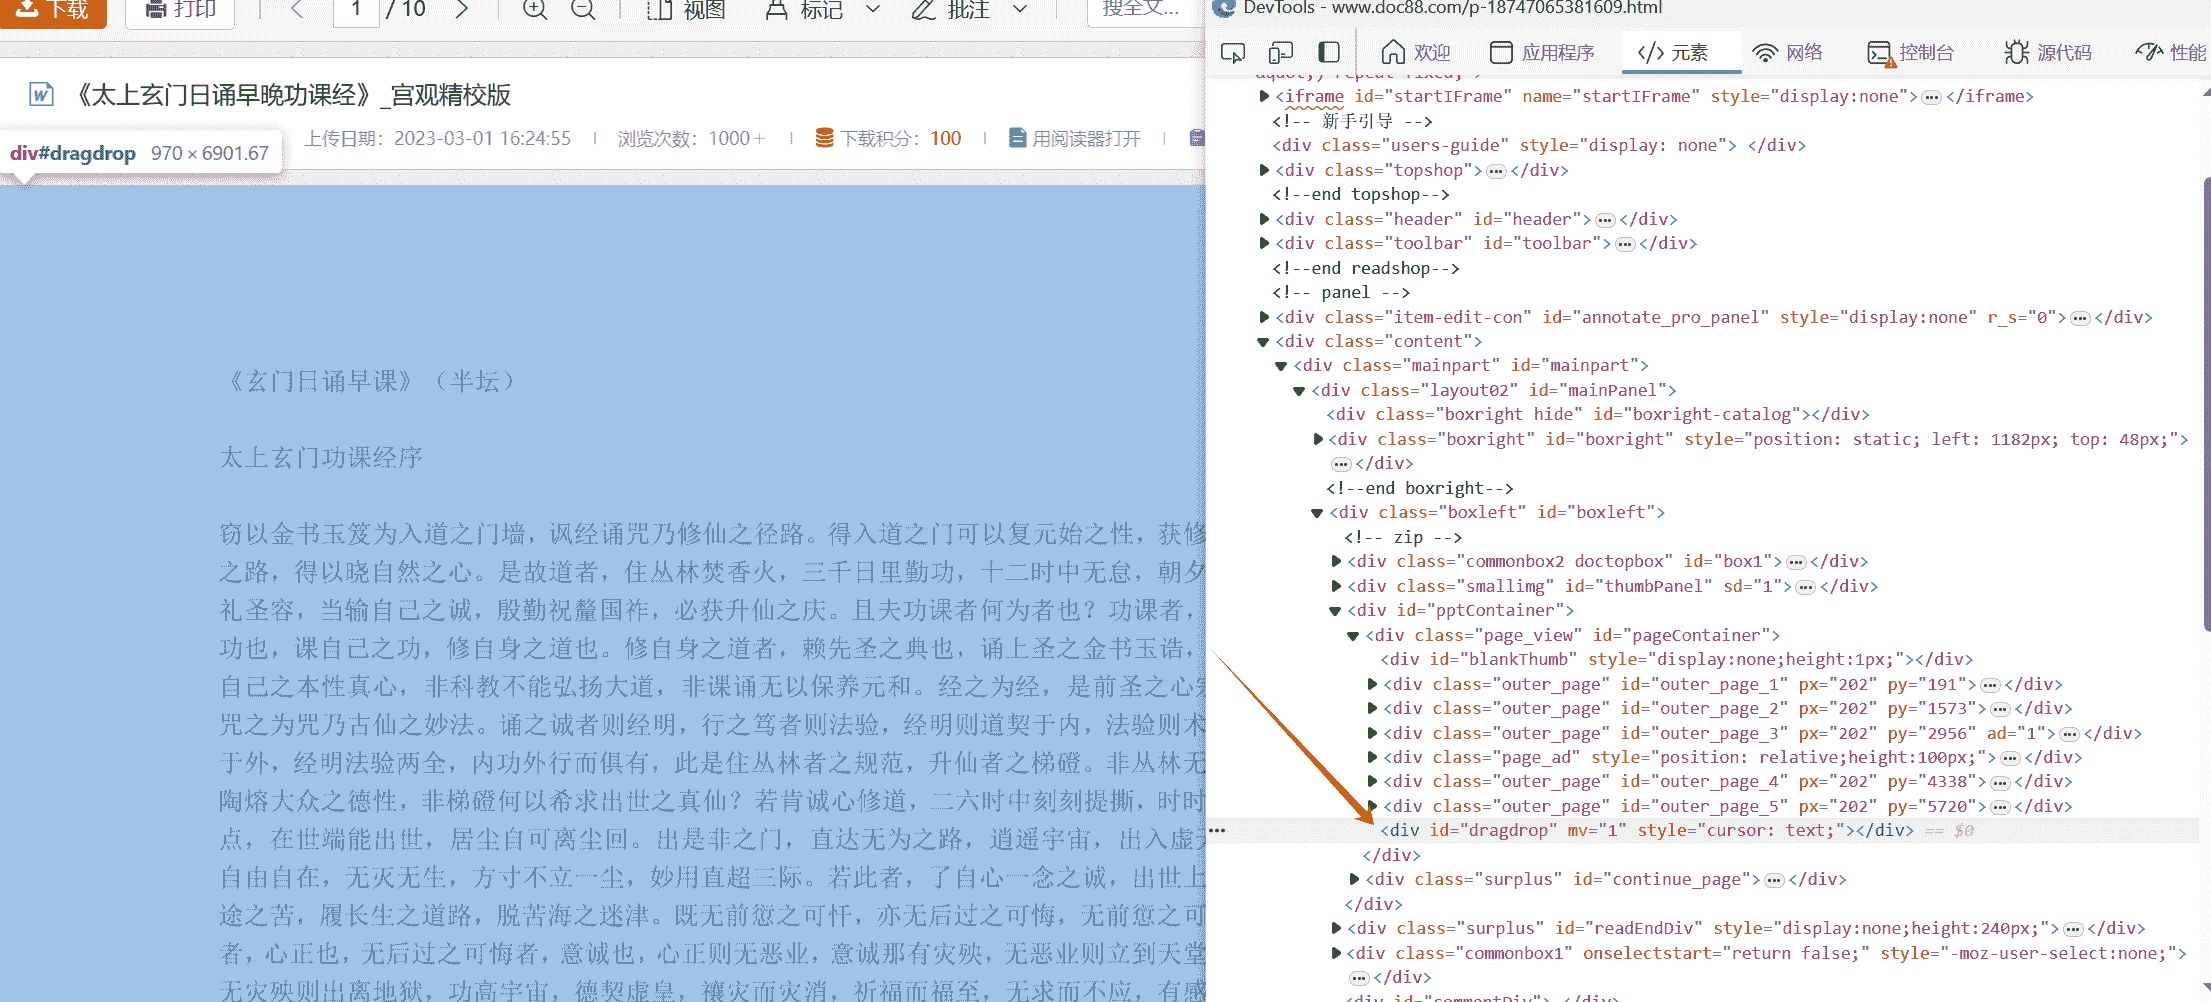 下载
打印
1 / 10
视图
标记
批注
搜全文...
《太上玄门日诵早晚功课经》_宫观精校版
上传日期：2023-03-01 16:24:55
浏览次数：1000+
下载积分：100
用阅读器打开
div#dragdrop 970 × 6901.67
《玄门日诵早课》（半坛）
太上玄门功课经序
窃以金书玉笈为入道之门墙，讽经诵咒乃修仙之径路。得入道之门可以复元始之性，获修
之路，得以晓自然之心。是故道者，住丛林焚香火，三千日里勤功，十二时中无怠，朝夕
礼圣容，当输自己之诚，殷勤祝釐国祚，必获升仙之庆。且夫功课者何为者也？功课者，
功也，课自己之功，修自身之道也。修自身之道者，赖先圣之典也，诵上圣之金书玉诰，
自己之本性真心，非科教不能弘扬大道，非课诵无以保养元和。经之为经，是前圣之心
咒之为咒乃古仙之妙法。诵之诚者则经明，行之笃者则法验，经明则道契于内，法验则术
于外，经明法验两全，内功外行而俱有，此是住丛林者之规范，升仙者之梯磴。非丛林无
陶熔大众之德性，非梯磴何以希求出世之真仙？若肯诚心修道，二六时中刻刻提撕，时时
点，在世端能出世，居尘自可离尘回。出是非之门，直达无为之路，逍遥宇宙，出入虚
自由自在，无灭无生，方寸不立一尘，妙用直超三际。若此者，了自心一念之诚，出世上
途之苦，履长生之道路，脱苦海之迷津。既无前愆之可忏，亦无后过之可悔，无前愆之可
者，心正也，无后过之可悔者，意诚也，心正则无恶业，意诚那有灾殃，无恶业则立到天堂
无灾殃则出离地狱，功高宇宙，德契虚皇，禳灾而灾消，祈福而福至，无求而不应，有感
DevTools - www.doc88.com/p-18747065381609.html
欢迎
应用程序
</> 元素
网络
控制台
源代码
性能
dquot;) repeat fixed;">
<iframe id="startIFrame" name="startIFrame" style="display:none">…</iframe>
<!-- 新手引导 -->
<div class="users-guide" style="display: none"> </div>
<div class="topshop">…</div>
<!--end topshop-->
<div class="header" id="header">…</div>
<div class="toolbar" id="toolbar">…</div>
<!--end readshop-->
<!-- panel -->
<div class="item-edit-con" id="annotate_pro_panel" style="display:none" r_s="0">…</div>
<div class="content">
<div class="mainpart" id="mainpart">
<div class="layout02" id="mainPanel">
<div class="boxright hide" id="boxright-catalog"></div>
<div class="boxright" id="boxright" style="position: static; left: 1182px; top: 48px;">
…</div>
<!--end boxright-->
<div class="boxleft" id="boxleft">
<!-- zip -->
<div class="commonbox2 doctopbox" id="box1">…</div>
<div class="smallimg" id="thumbPanel" sd="1">…</div>
<div id="pptContainer">
<div class="page_view" id="pageContainer">
<div id="blankThumb" style="display:none;height:1px;"></div>
<div class="outer_page" id="outer_page_1" px="202" py="191">…</div>
<div class="outer_page" id="outer_page_2" px="202" py="1573">…</div>
<div class="outer_page" id="outer_page_3" px="202" py="2956" ad="1">…</div>
<div class="page_ad" style="position: relative;height:100px;">…</div>
<div class="outer_page" id="outer_page_4" px="202" py="4338">…</div>
<div class="outer_page" id="outer_page_5" px="202" py="5720">…</div>
<div id="dragdrop" mv="1" style="cursor: text;"></div> == $0
</div>
<div class="surplus" id="continue_page">…</div>
</div>
<div class="surplus" id="readEndDiv" style="display:none;height:240px;">…</div>
<div class="commonbox1" onselectstart="return false;" style="-moz-user-select:none;">
…</div>
<div id="commentDiv"> </div>